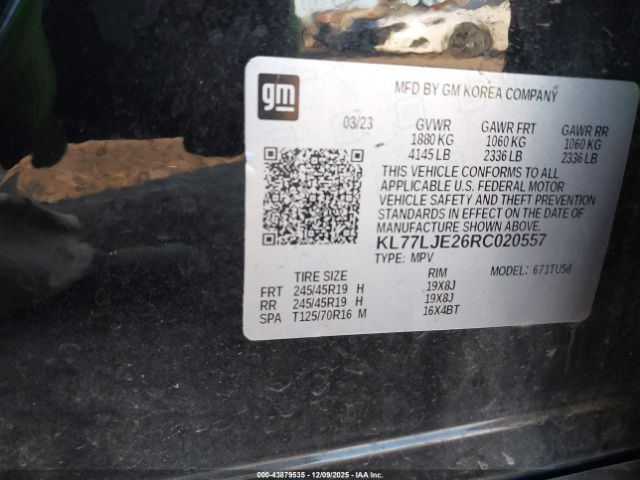 gm
MFD BY GM KOREA COMPANY
03/23 GVWR GAWR FRT GAWR RR
1880 KG 1060 KG 1060 KG
4145 LB 2336 LB 2336 LB
THIS VEHICLE CONFORMS TO ALL
APPLICABLE U.S. FEDERAL MOTOR
VEHICLE SAFETY AND THEFT PREVENTION
STANDARDS IN EFFECT ON THE DATE OF
MANUFACTURE SHOWN ABOVE.
KL77LJE26RC020557
TYPE: MPV MODEL: 671TU58
TIRE SIZE RIM
FRT 245/45R19 H 19X8J
RR 245/45R19 H 19X8J
SPA T125/70R16 M 16X4BT
000-43879535 - 12/09/2025 - IAA Inc.